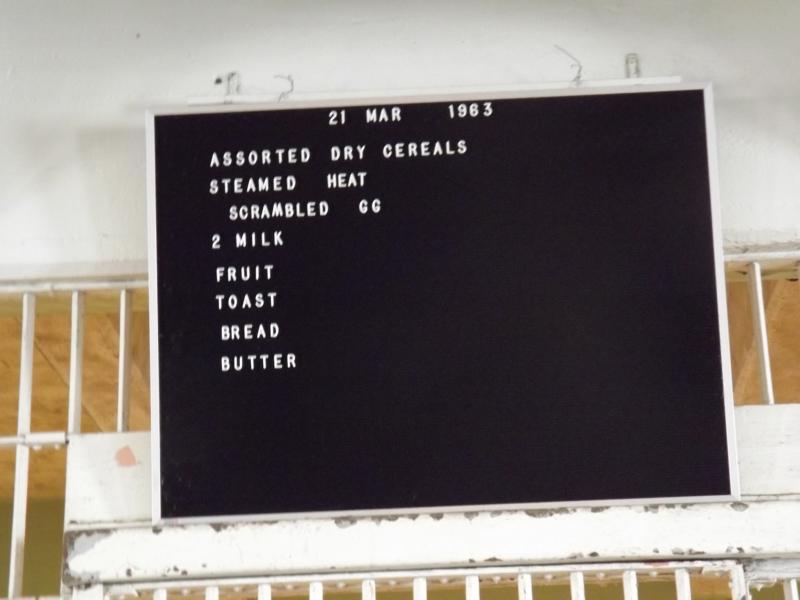 21 MAR 1963
ASSORTED DRY CEREALS
STEAMED HEAT
SCRAMBLED GG
2 MILK
FRUIT
TOAST
BREAD
BUTTER